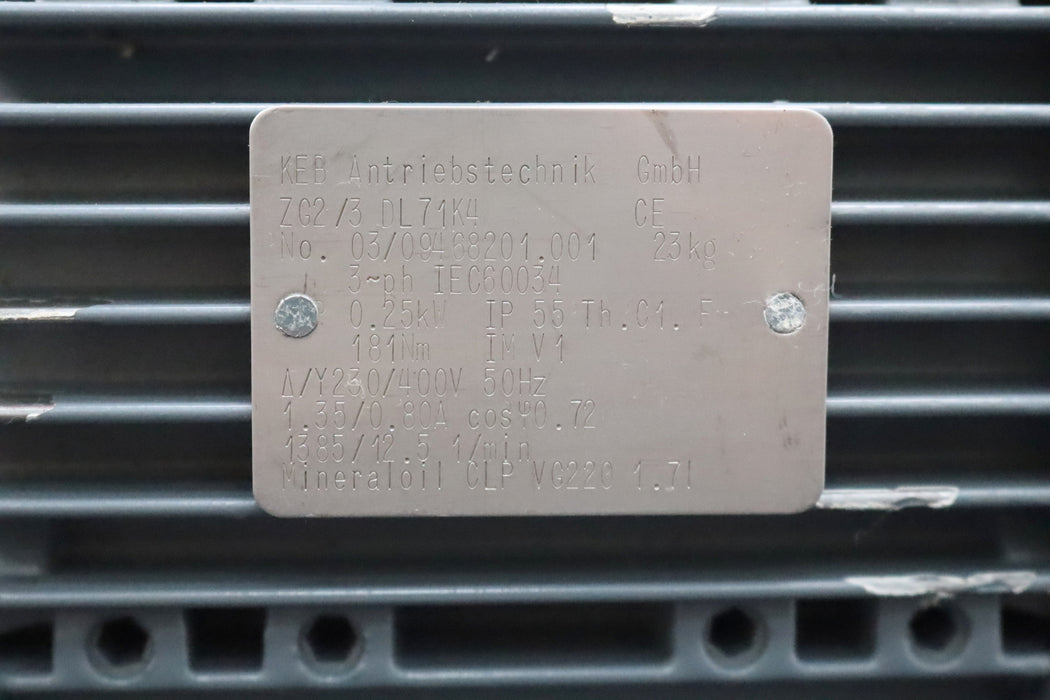 KEB Antriebstechnik GmbH
ZG2/3 DL71K4 CE
No. 03/09468201.001 23kg
3~ph IEC60034
0.25kW IP 55 Th.Cl. F
181Nm IM V1
Δ/Y230/400V 50Hz
1.35/0.80A cosΨ0.72
1385/12.5 1/min
Mineraloil CLP VG220 1.7l